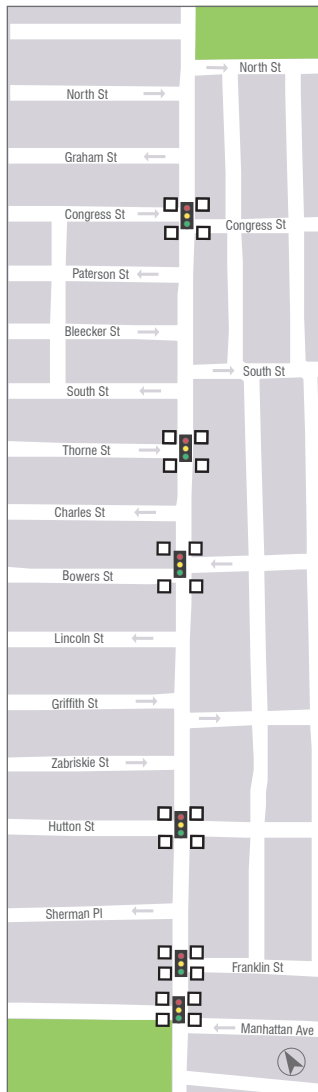 North St
North St
Graham St
Congress St
Congress St
Paterson St
Bleecker St
South St
South St
Thorne St
Charles St
Bowers St
Lincoln St
Griffith St
Zabriskie St
Hutton St
Sherman Pl
Franklin St
Manhattan Ave